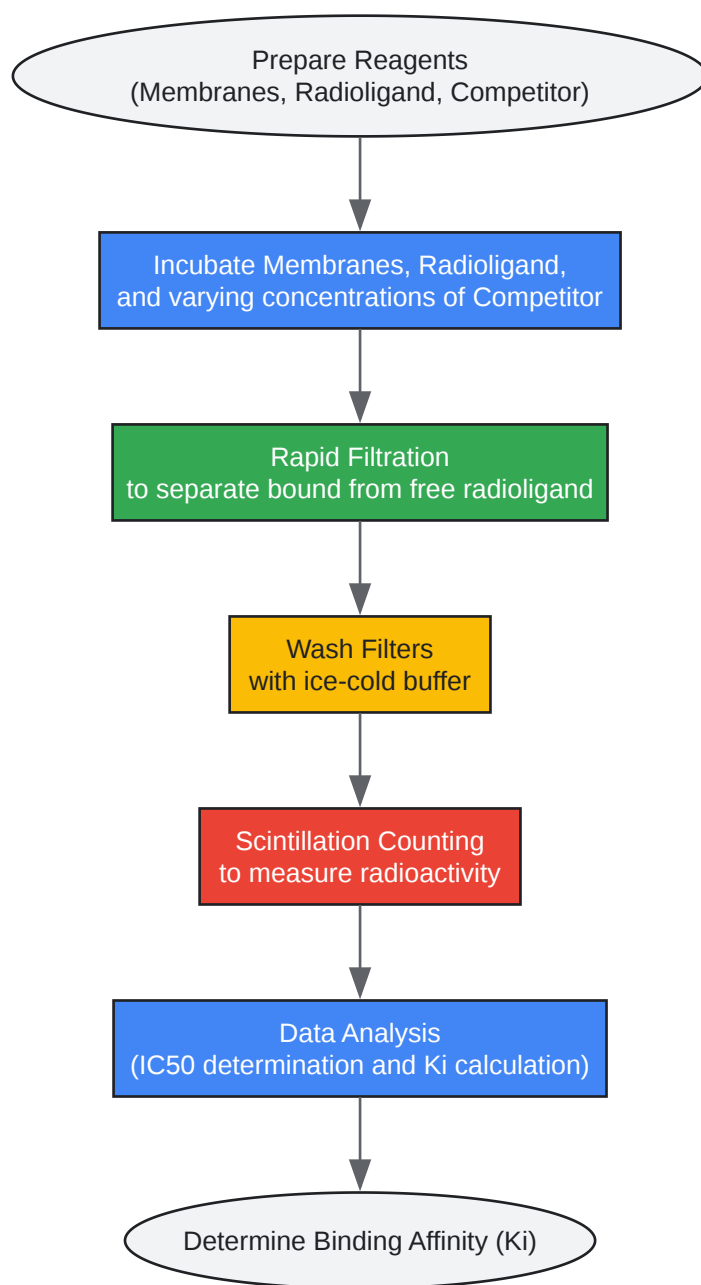 Prepare Reagents
(Membranes, Radioligand, Competitor)
Incubate Membranes, Radioligand,
and varying concentrations of Competitor
Rapid Filtration
to separate bound from free radioligand
Wash Filters
with ice-cold buffer
Scintillation Counting
to measure radioactivity
Data Analysis
(IC50 determination and Ki calculation)
Determine Binding Affinity (Ki)